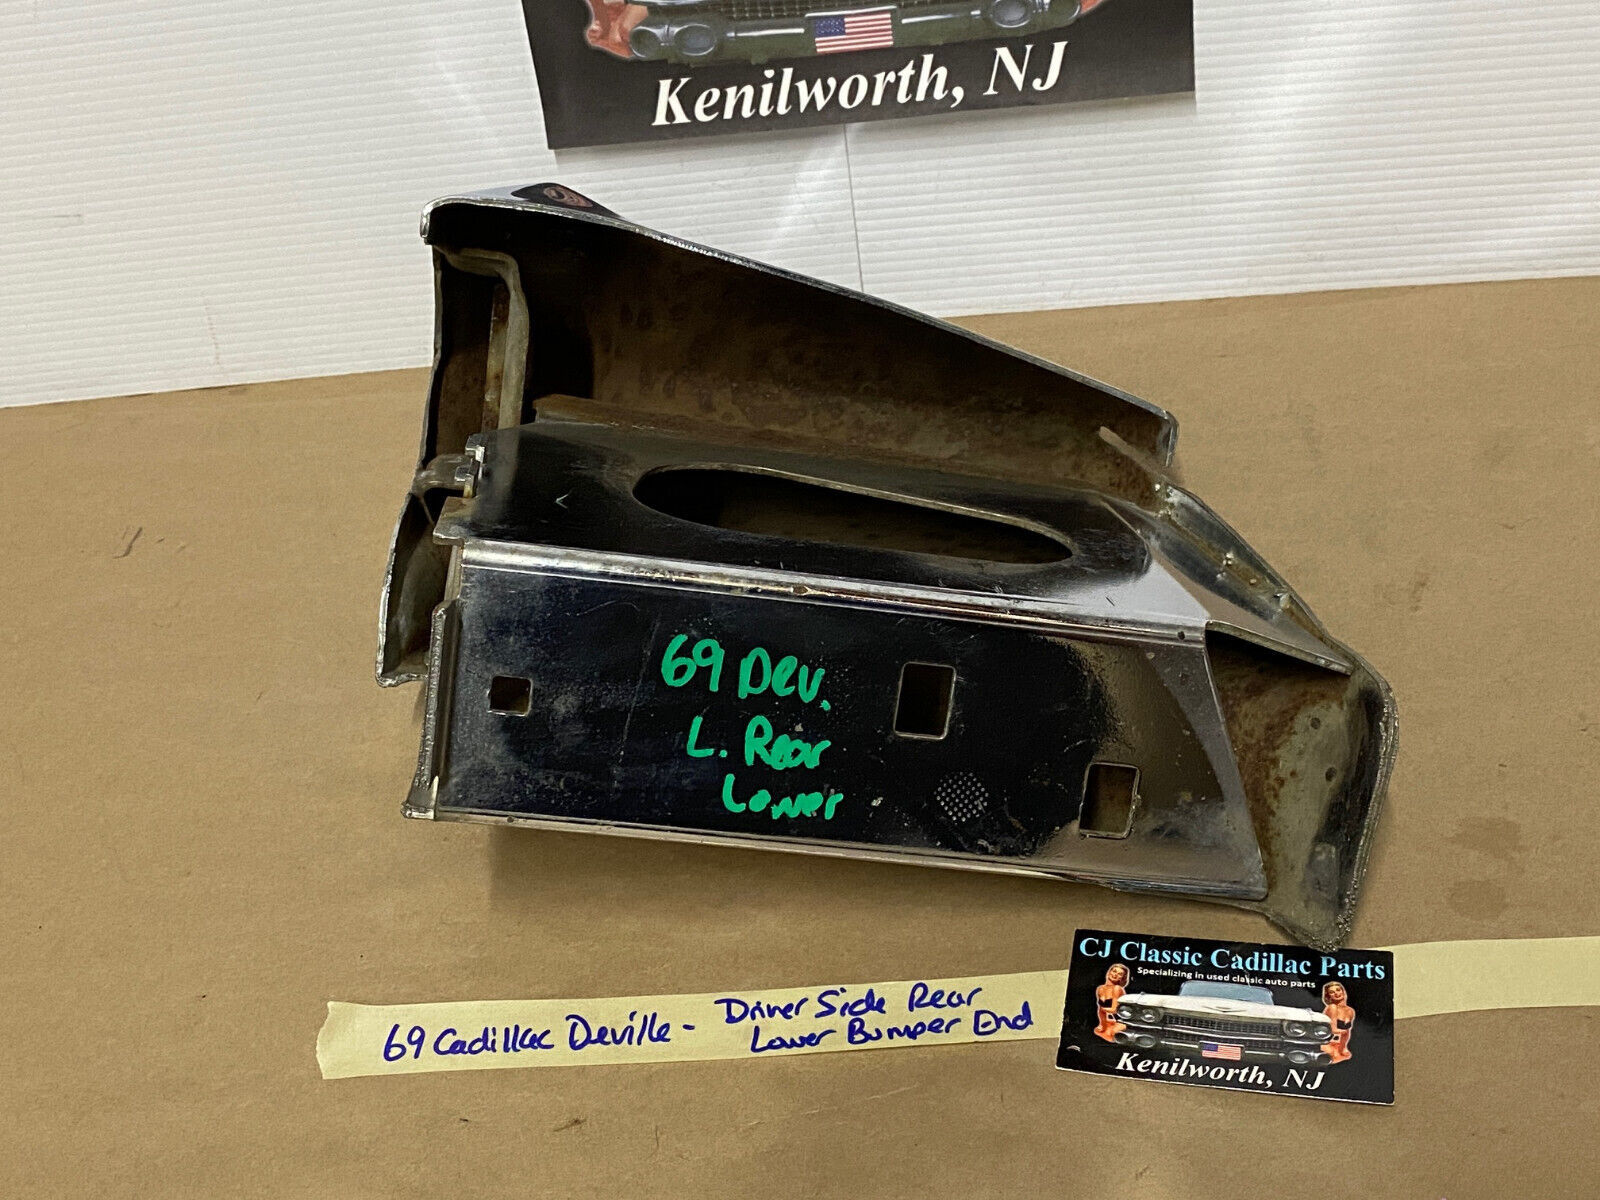 Kenilworth, NJ
69 Dev.
L. Rear
Lower
69 Cadillac Deville - Driver Side Rear
Lower Bumper End
CJ Classic Cadillac Parts
Specializing in used classic auto parts
Kenilworth, NJ